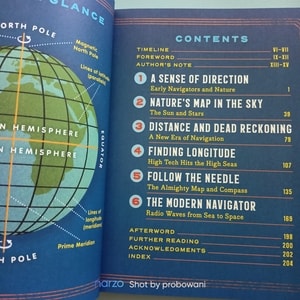 GLANCE
NORTH POLE
Magnetic
North Pole
Lines of latitude
(parallels)
HEMISPHERE
EQUATOR
HEMISPHERE
Lines of
longitude
(meridians)
Prime Meridian
POLE
CONTENTS
TIMELINE VI–VII
FOREWORD IX–XII
AUTHOR'S NOTE XIII–XV
1 A SENSE OF DIRECTION
Early Navigators and Nature 1
2 NATURE'S MAP IN THE SKY
The Sun and Stars 38
3 DISTANCE AND DEAD RECKONING
A New Era of Navigation 79
4 FINDING LONGITUDE
High Tech Hits the High Seas 107
5 FOLLOW THE NEEDLE
The Almighty Map and Compass 135
6 THE MODERN NAVIGATOR
Radio Waves from Sea to Space 169
AFTERWORD 198
FURTHER READING 200
ACKNOWLEDGMENTS 202
INDEX 204
narzo Shot by probowani